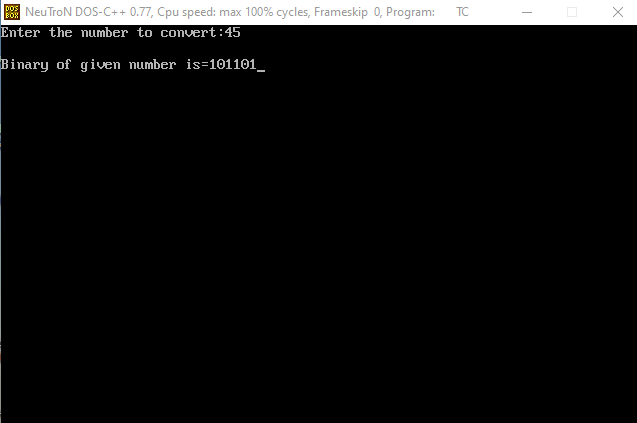 DOS BOX
NeuTroN DOS-C++ 0.77, Cpu speed: max 100% cycles, Frameskip 0, Program: TC
Enter the number to convert:45
Binary of given number is=101101_